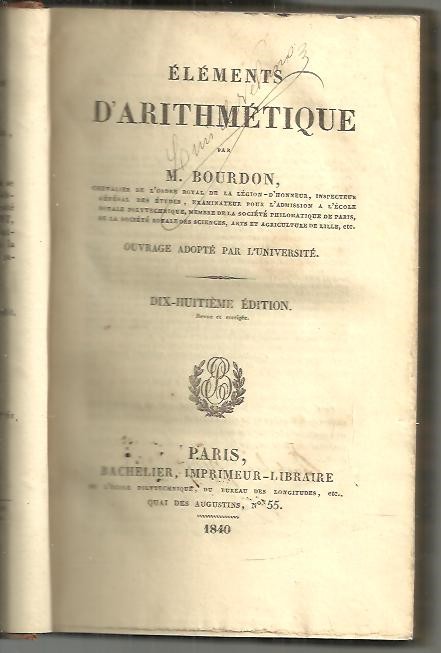 ÉLÉMENTS
D'ARITHMÉTIQUE
PAR
M. BOURDON,
CHEVALIER DE L'ORDRE ROYAL DE LA LÉGION-D'HONNEUR, INSPECTEUR
GÉNÉRAL DES ÉTUDES, EXAMINATEUR POUR L'ADMISSION A L'ÉCOLE
ROYALE POLYTECHNIQUE, MEMBRE DE LA SOCIÉTÉ PHILOMATIQUE DE PARIS,
DE LA SOCIÉTÉ ROYALE DES SCIENCES, ARTS ET AGRICULTURE DE LILLE, etc.
OUVRAGE ADOPTÉ PAR L'UNIVERSITÉ.
DIX-HUITIÈME ÉDITION.
Revue et corrigée.
PARIS,
BACHELIER, IMPRIMEUR-LIBRAIRE
DE L'ÉCOLE POLYTECHNIQUE, DU BUREAU DES LONGITUDES, etc.,
QUAI DES AUGUSTINS, No 55.
1840